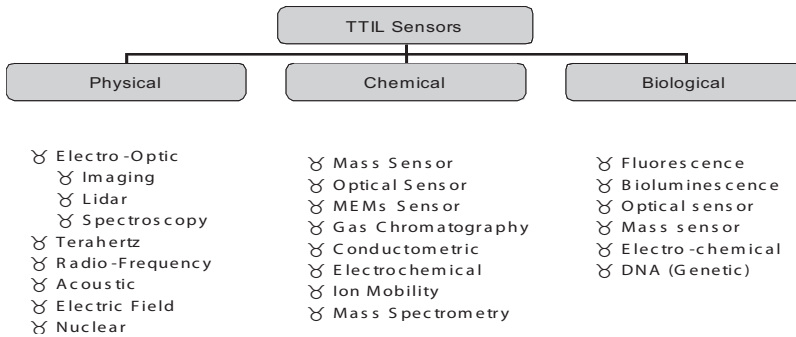 TTIL Sensors
Physical
Chemical
Biological
Electro-Optic
Imaging
Lidar
Spectroscopy
Terahertz
Radio-Frequency
Acoustic
Electric Field
Nuclear
Mass Sensor
Optical Sensor
MEMs Sensor
Gas Chromatography
Conductometric
Electrochemical
Ion Mobility
Mass Spectrometry
Fluorescence
Bioluminescence
Optical sensor
Mass sensor
Electro-chemical
DNA (Genetic)